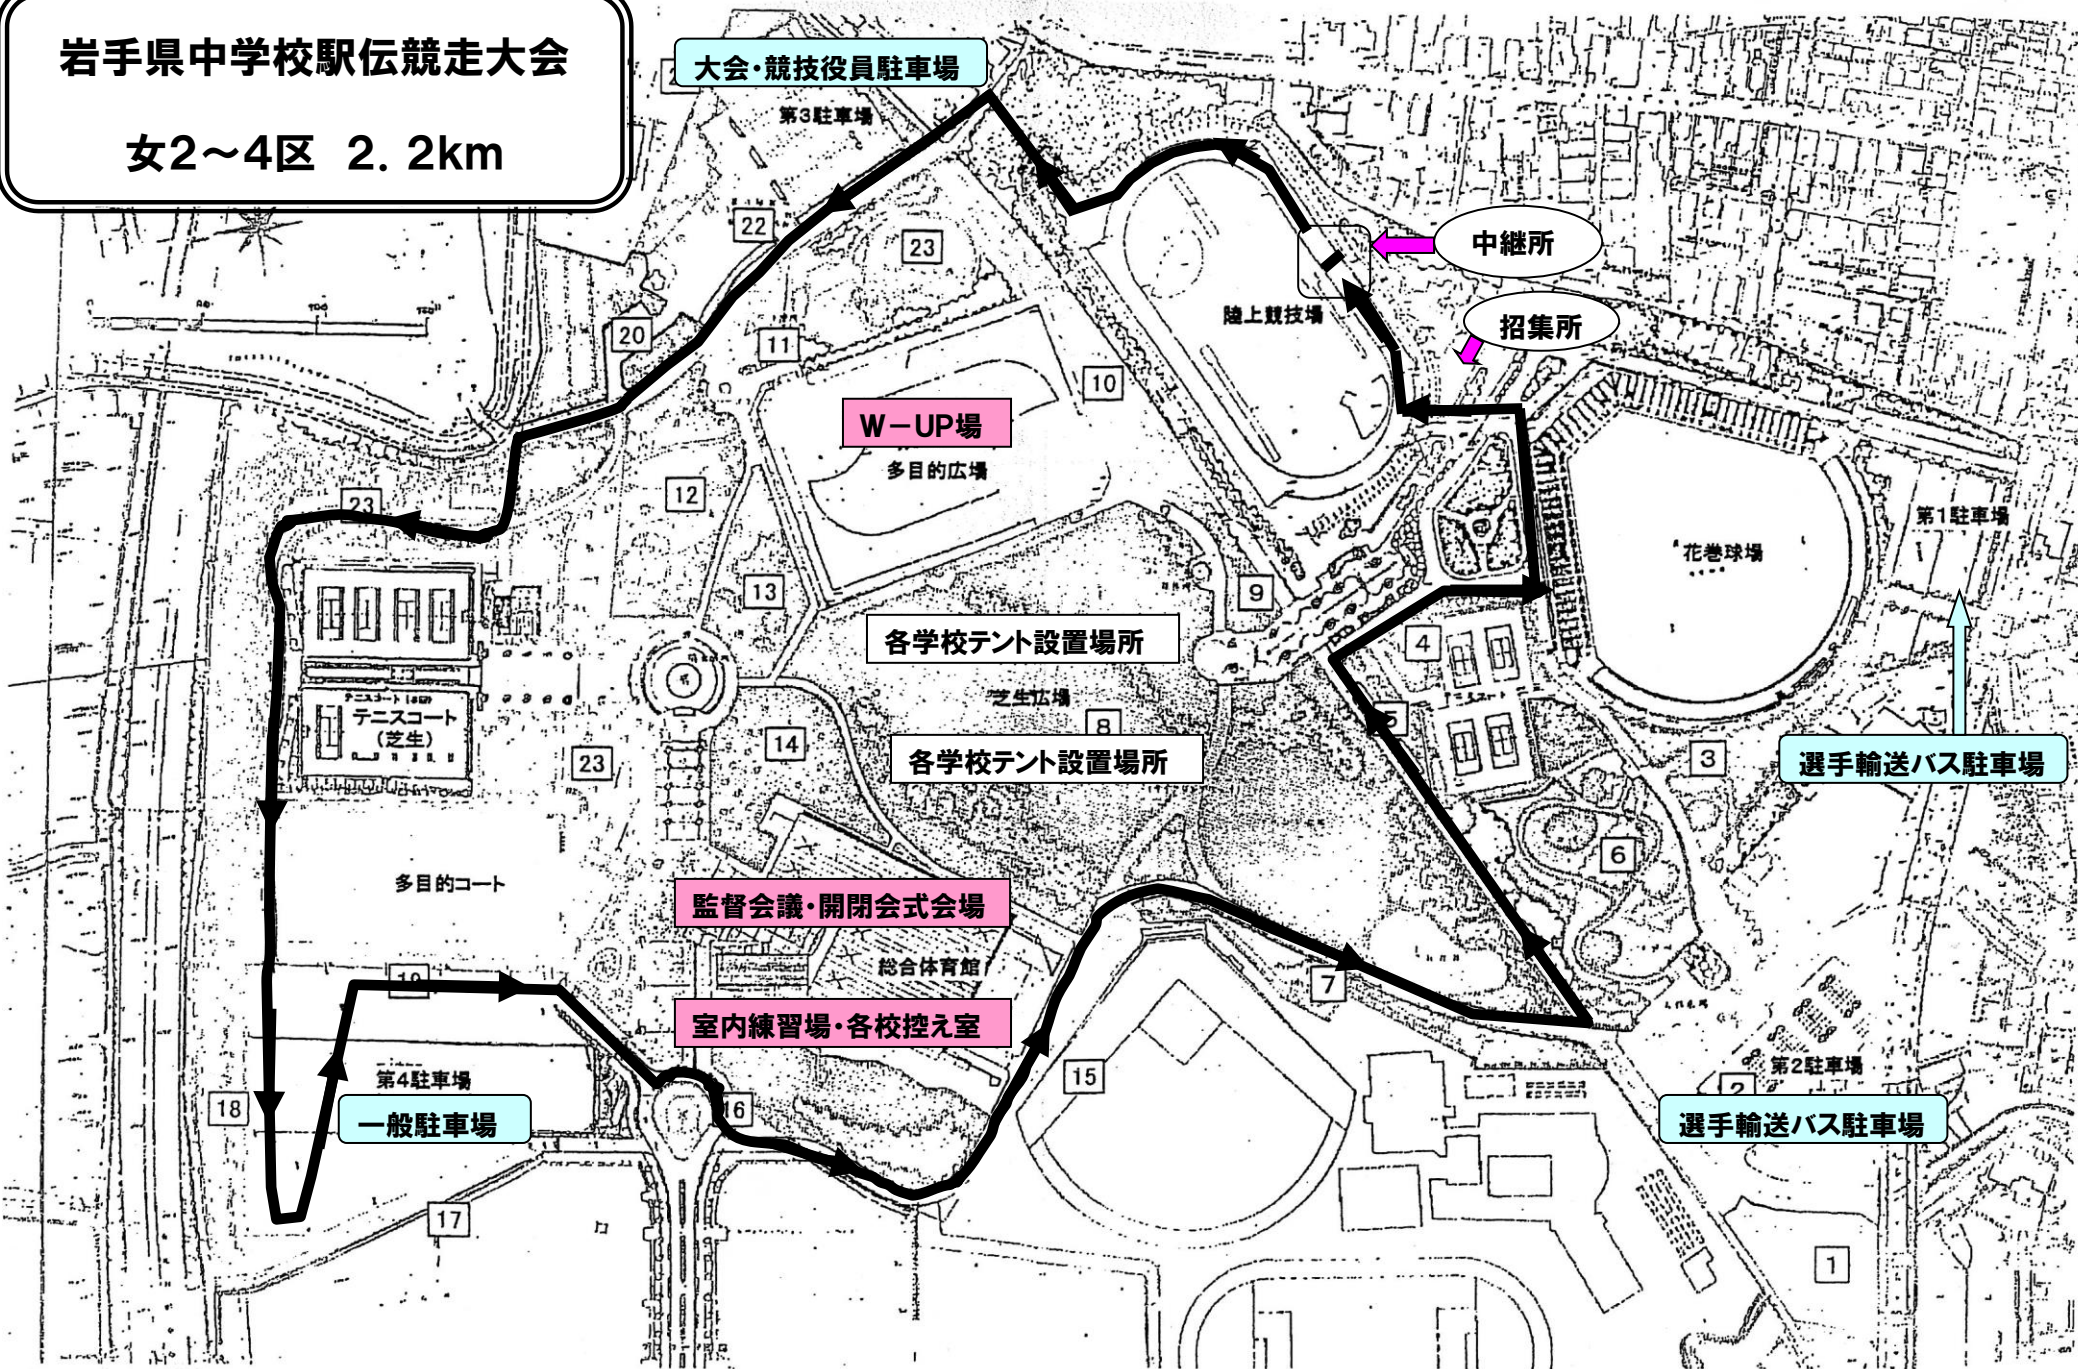 岩手県中学校駅伝競走大会
女2～4区 2.2km
大会・競技役員駐車場
第3駐車場
22
23
中継所
陸上競技場
招集所
20
11
10
W－UP場
多目的広場
12
23
第1駐車場
花巻球場
13
9
各学校テント設置場所
4
芝生広場
テニスコート
テニスコート
(芝生)
8
5
14
23
各学校テント設置場所
3
選手輸送バス駐車場
6
多目的コート
監督会議・開閉会式会場
総合体育館
19
7
室内練習場・各校控え室
第4駐車場
15
第2駐車場
2
18
一般駐車場
16
選手輸送バス駐車場
17
1